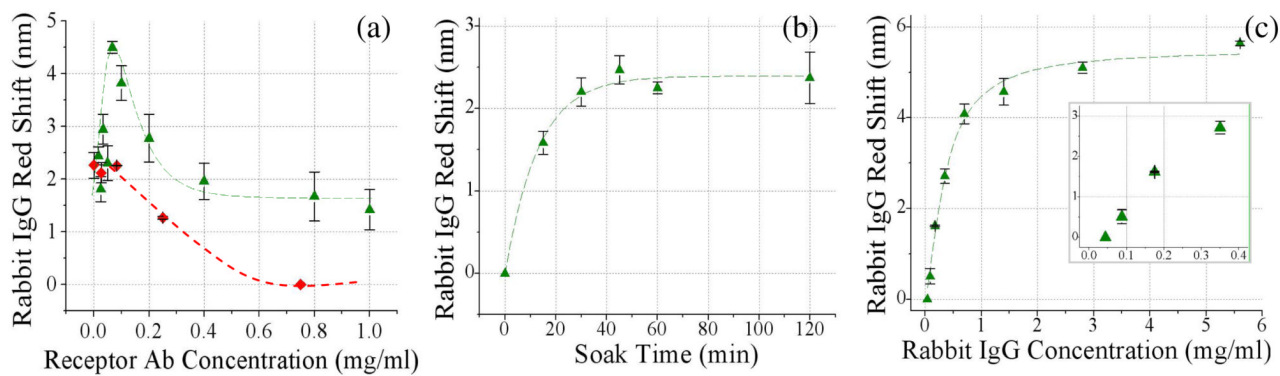 (a)
Rabbit IgG Red Shift (nm)
5
4
3
2
1
0
0.0 0.2 0.4 0.6 0.8 1.0
Receptor Ab Concentration (mg/ml)
(b)
Rabbit IgG Red Shift (nm)
3
2
1
0
0 20 40 60 80 100 120
Soak Time (min)
(c)
Rabbit IgG Red Shift (nm)
6
4
2
0
3
2
1
0
0.0 0.1 0.2 0.3 0.4
0 1 2 3 4 5 6
Rabbit IgG Concentration (mg/ml)